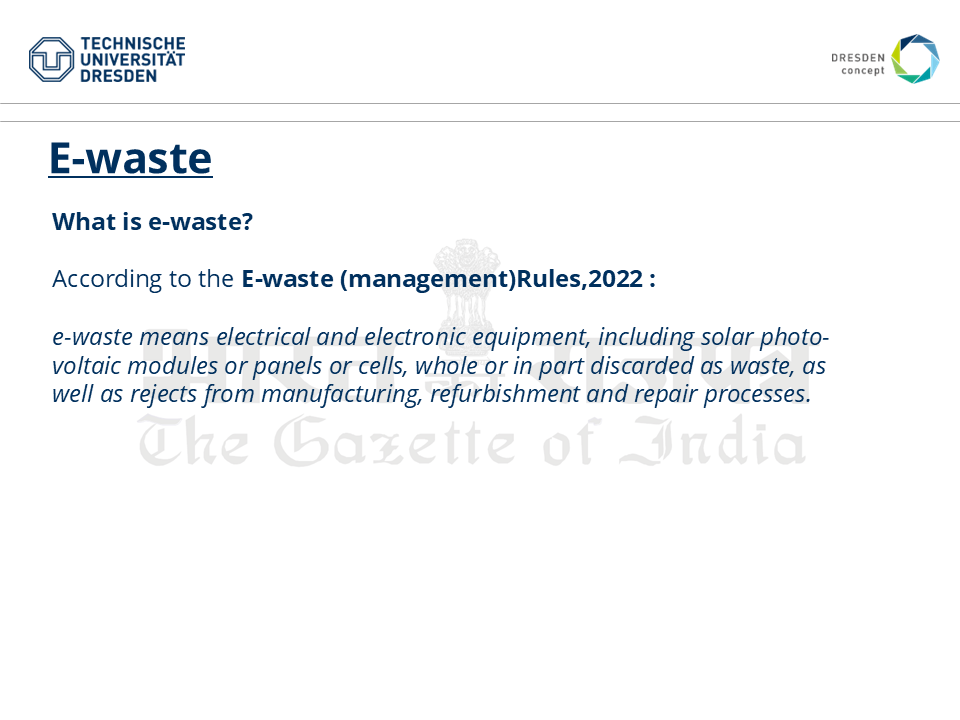 TECHNISCHE
UNIVERSITÄT
DRESDEN
DRESDEN
concept
E-waste
What is e-waste?
According to the E-waste (management)Rules,2022 :
e-waste means electrical and electronic equipment, including solar photo-
voltaic modules or panels or cells, whole or in part discarded as waste, as
well as rejects from manufacturing, refurbishment and repair processes.
The Gazette of India